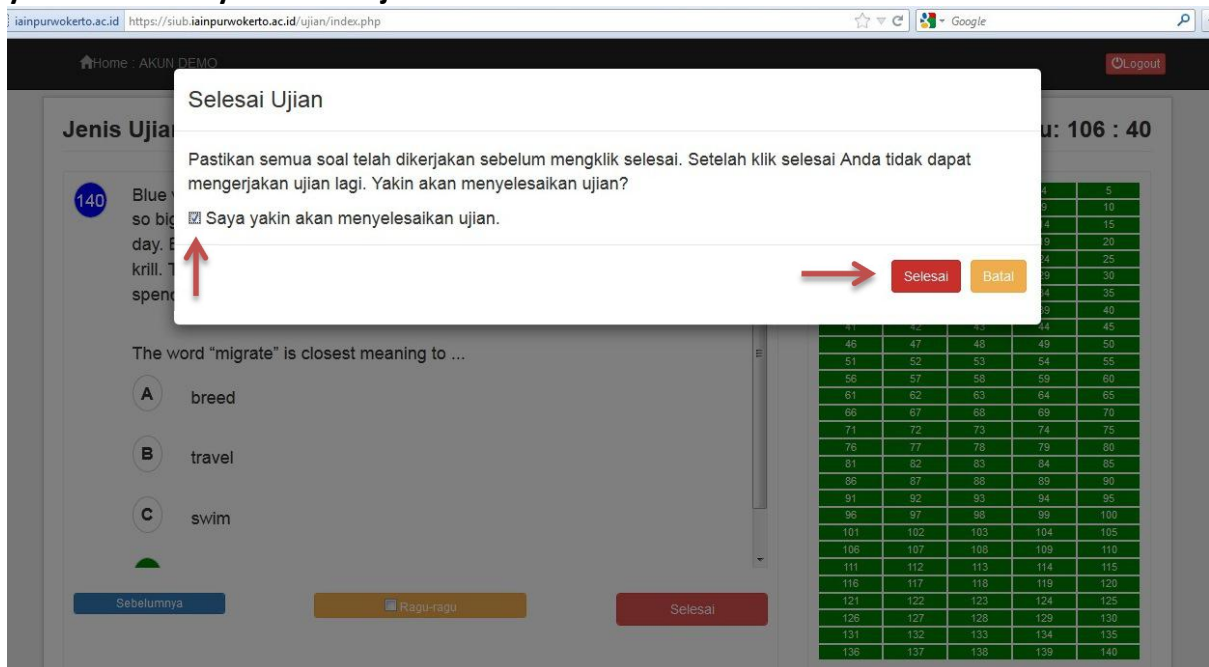 iainpurwokerto.ac.id https://siub.iainpurwokerto.ac.id/ujian/index.php Google
Home : AKUN DEMO Logout
Selesai Ujian
Jenis Ujian 106 : 40
Pastikan semua soal telah dikerjakan sebelum mengklik selesai. Setelah klik selesai Anda tidak dapat
mengerjakan ujian lagi. Yakin akan menyelesaikan ujian?
Saya yakin akan menyelesaikan ujian.
Selesai Batal
140 Blue
so big
day.
krill.
The word “migrate” is closest meaning to ...
A breed
B travel
C swim
Sebelumnya Ragu-ragu Selesai
4 5
9 10
14 15
19 20
24 25
29 30
34 35
39 40
41 42 43 44 45
46 47 48 49 50
51 52 53 54 55
56 57 58 59 60
61 62 63 64 65
66 67 68 69 70
71 72 73 74 75
76 77 78 79 80
81 82 83 84 85
86 87 88 89 90
91 92 93 94 95
96 97 98 99 100
101 102 103 104 105
106 107 108 109 110
111 112 113 114 115
116 117 118 119 120
121 122 123 124 125
126 127 128 129 130
131 132 133 134 135
136 137 138 139 140